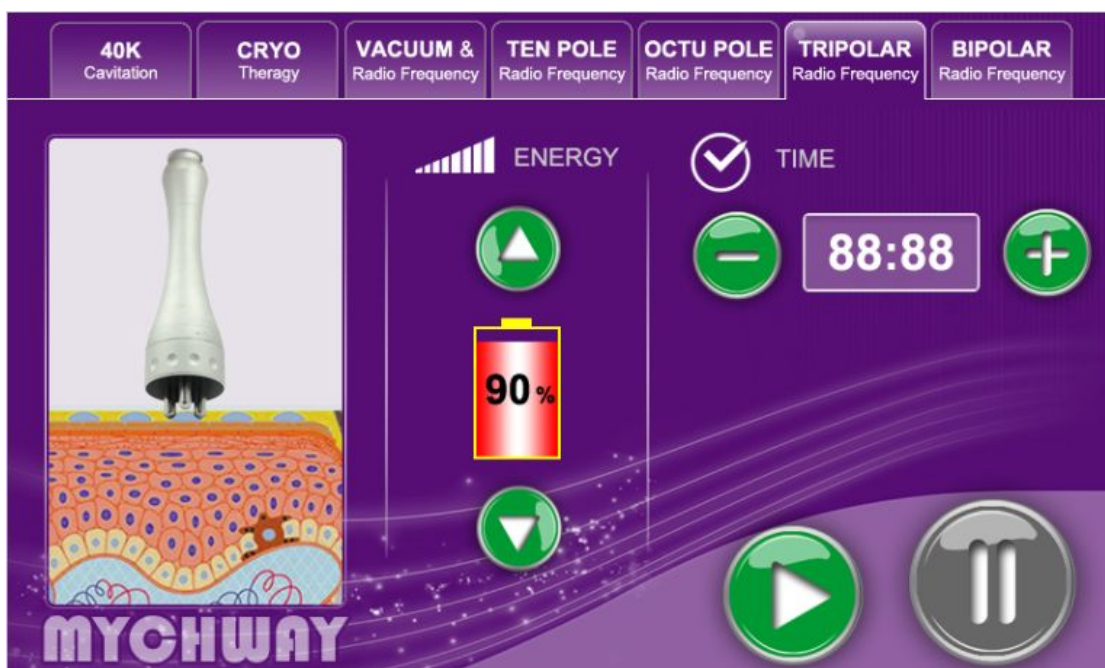 40K
Cavitation
CRYO
Theragy
VACUUM &
Radio Frequency
TEN POLE
Radio Frequency
OCTU POLE
Radio Frequency
TRIPOLAR
Radio Frequency
BIPOLAR
Radio Frequency
ENERGY
TIME
88:88
90 %
MYCHWAY